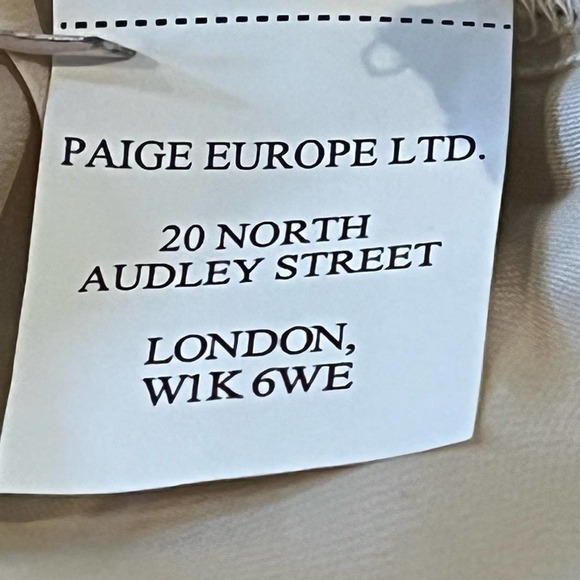 PAIGE EUROPE LTD.
20 NORTH
AUDLEY STREET
LONDON,
W1K 6WE